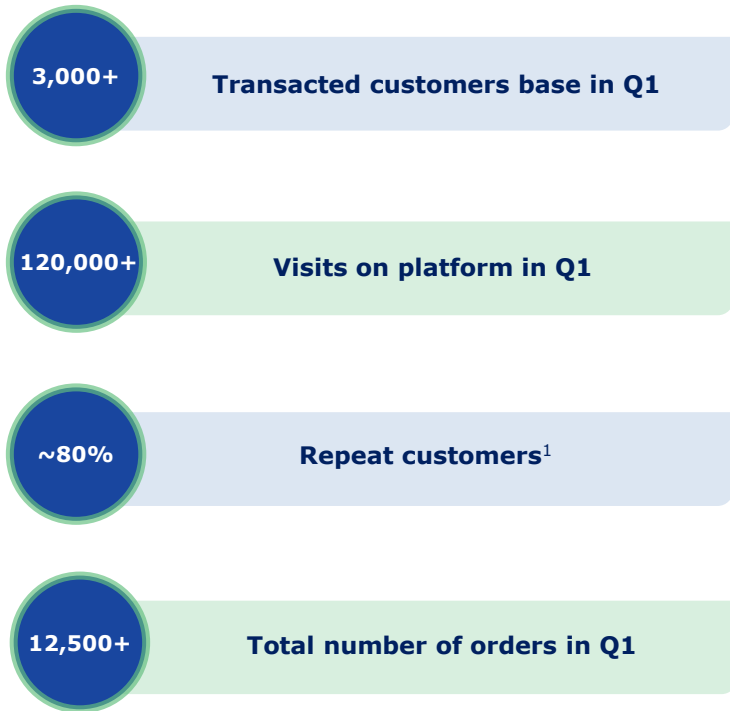 3,000+
Transacted customers base in Q1
120,000+
Visits on platform in Q1
~80%
Repeat customers¹
12,500+
Total number of orders in Q1